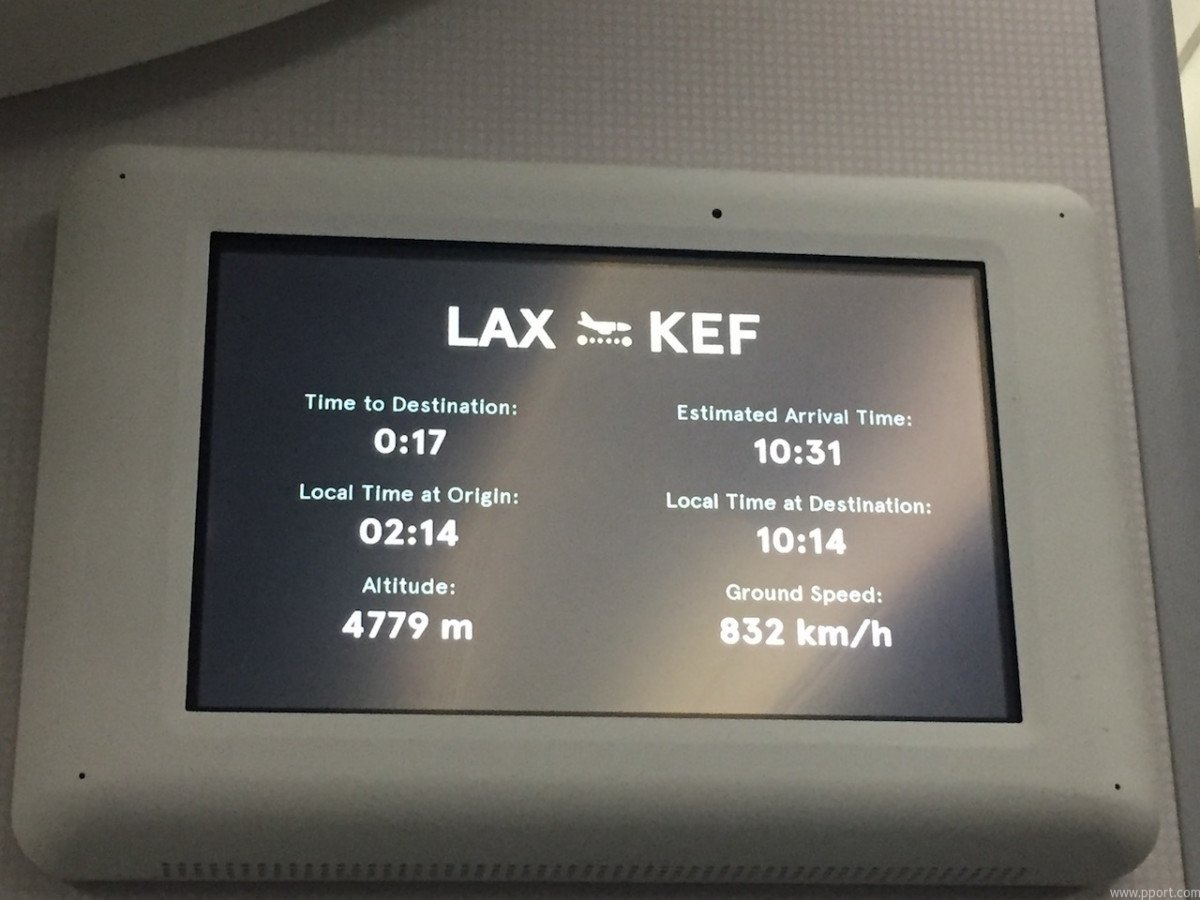 LAX KEF
Time to Destination:
0:17
Estimated Arrival Time:
10:31
Local Time at Origin:
02:14
Local Time at Destination:
10:14
Altitude:
4779 m
Ground Speed:
832 km/h
www.pport.com